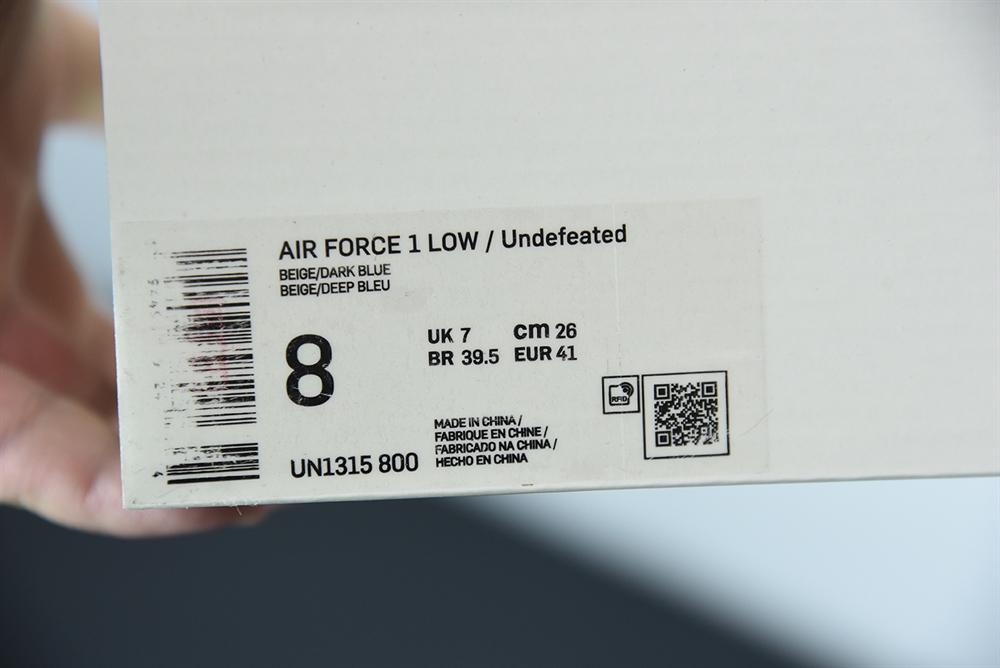 AIR FORCE 1 LOW / Undefeated
BEIGE/DARK BLUE
BEIGE/DEEP BLEU
8
UK 7 cm 26
BR 39.5 EUR 41
RFID
MADE IN CHINA /
FABRIQUE EN CHINE /
FABRICADO NA CHINA /
HECHO EN CHINA
UN1315 800